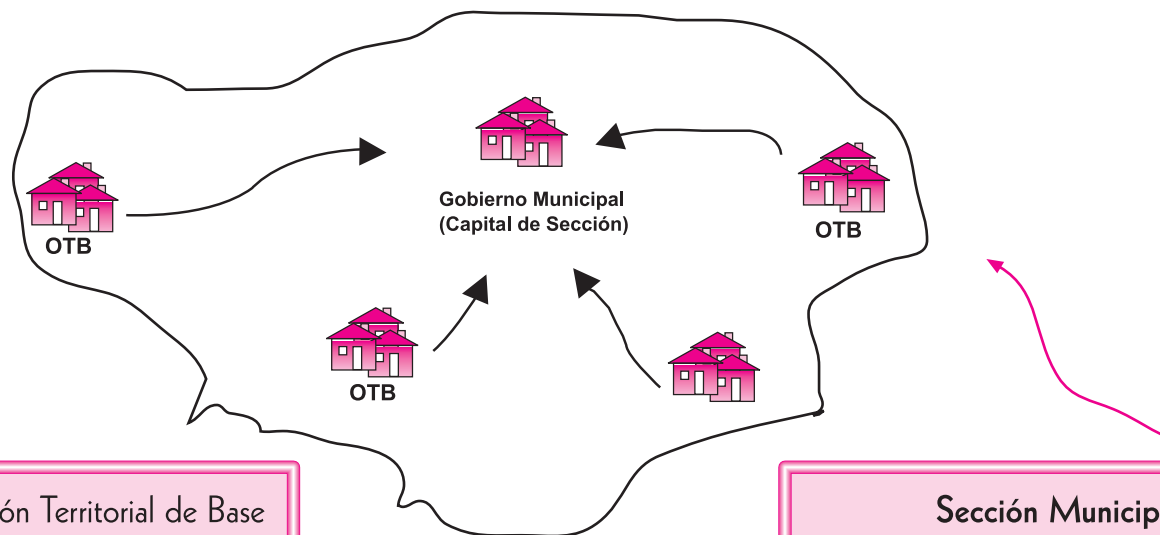 Gobierno Municipal
(Capital de Sección)
OTB
OTB
OTB
ón Territorial de Base
Sección Municip